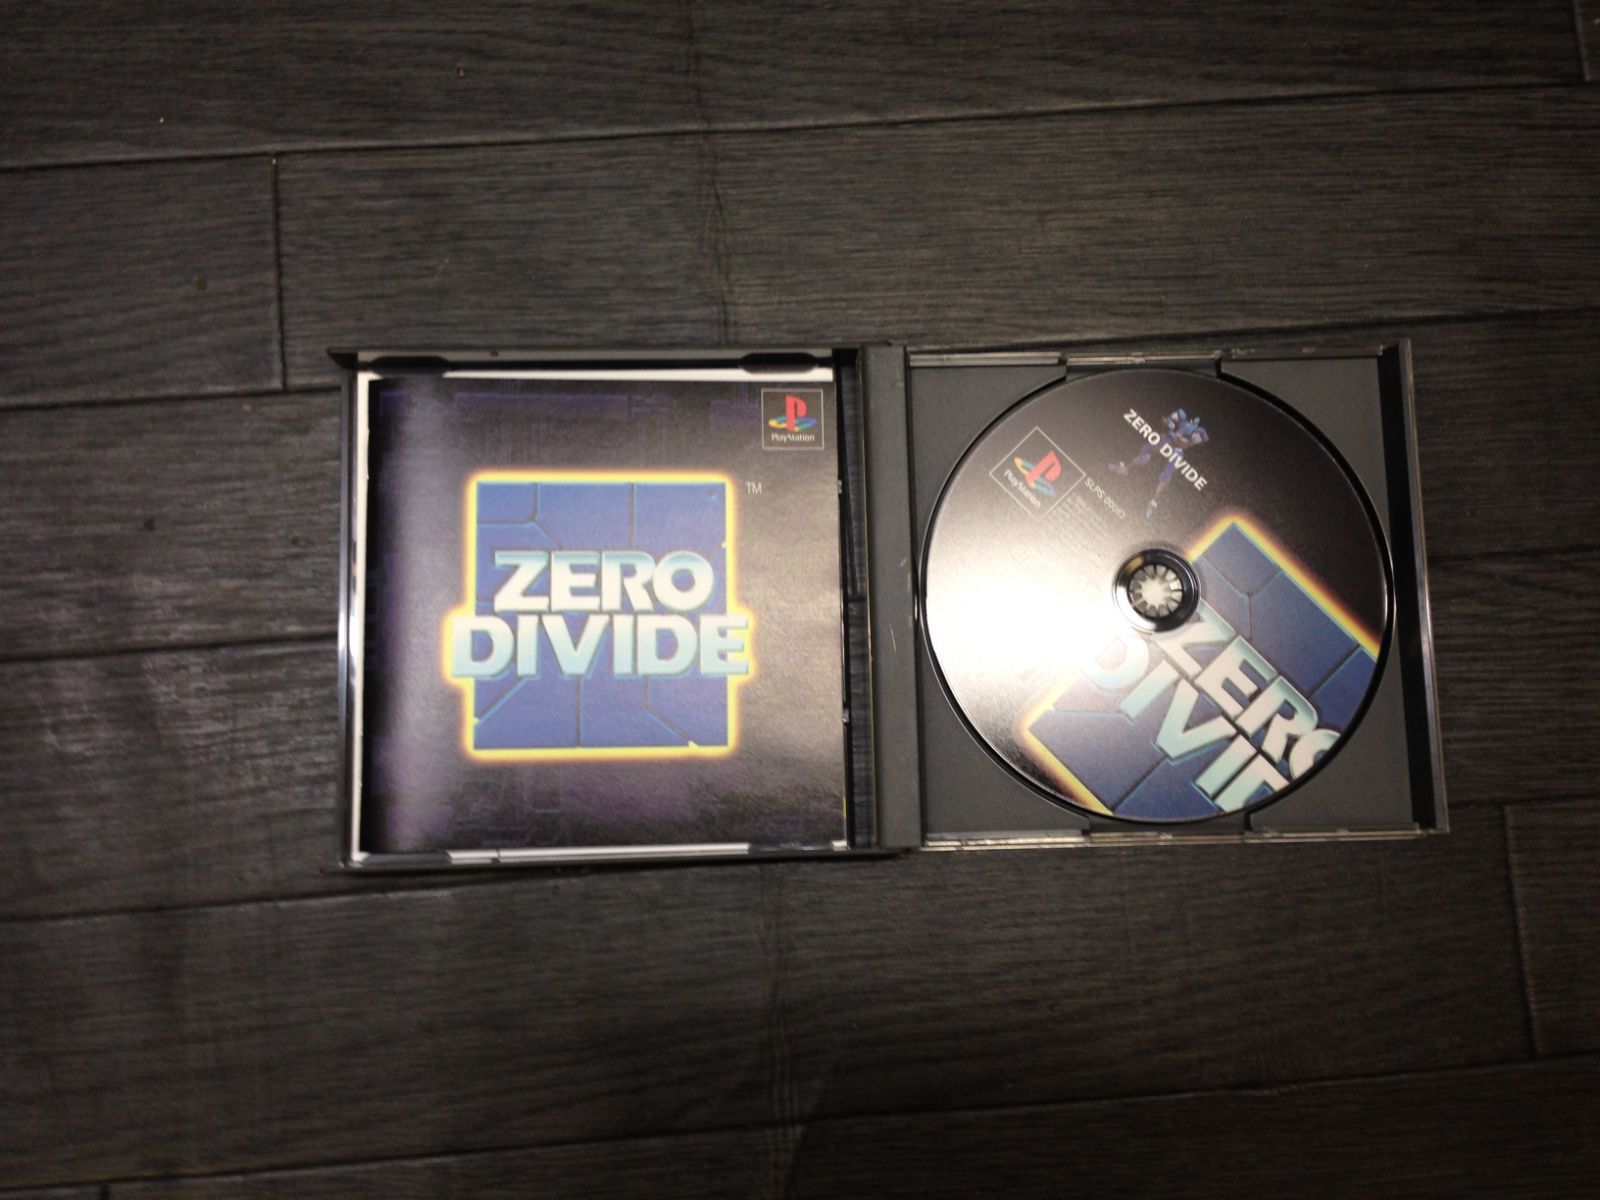 PlayStation
TM
ZERO
DIVIDE
ZERO DIVIDE
PlayStation
ZERO
DIVIDE